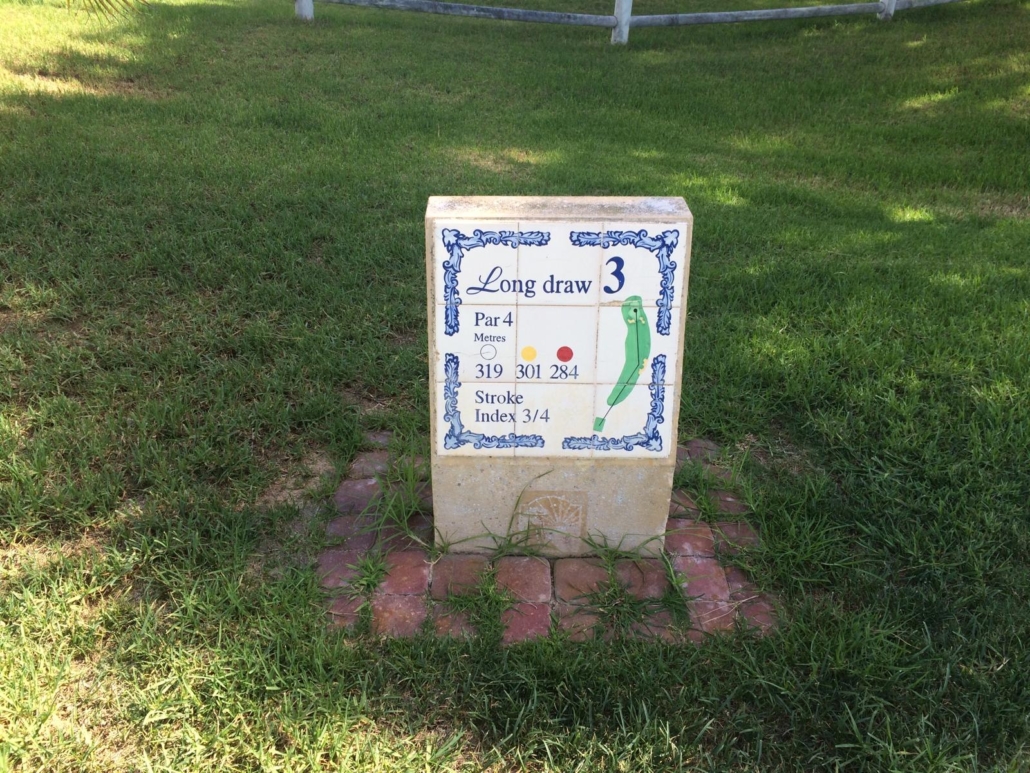 Long draw 3
Par 4
Metres
319 301 284
Stroke
Index 3/4